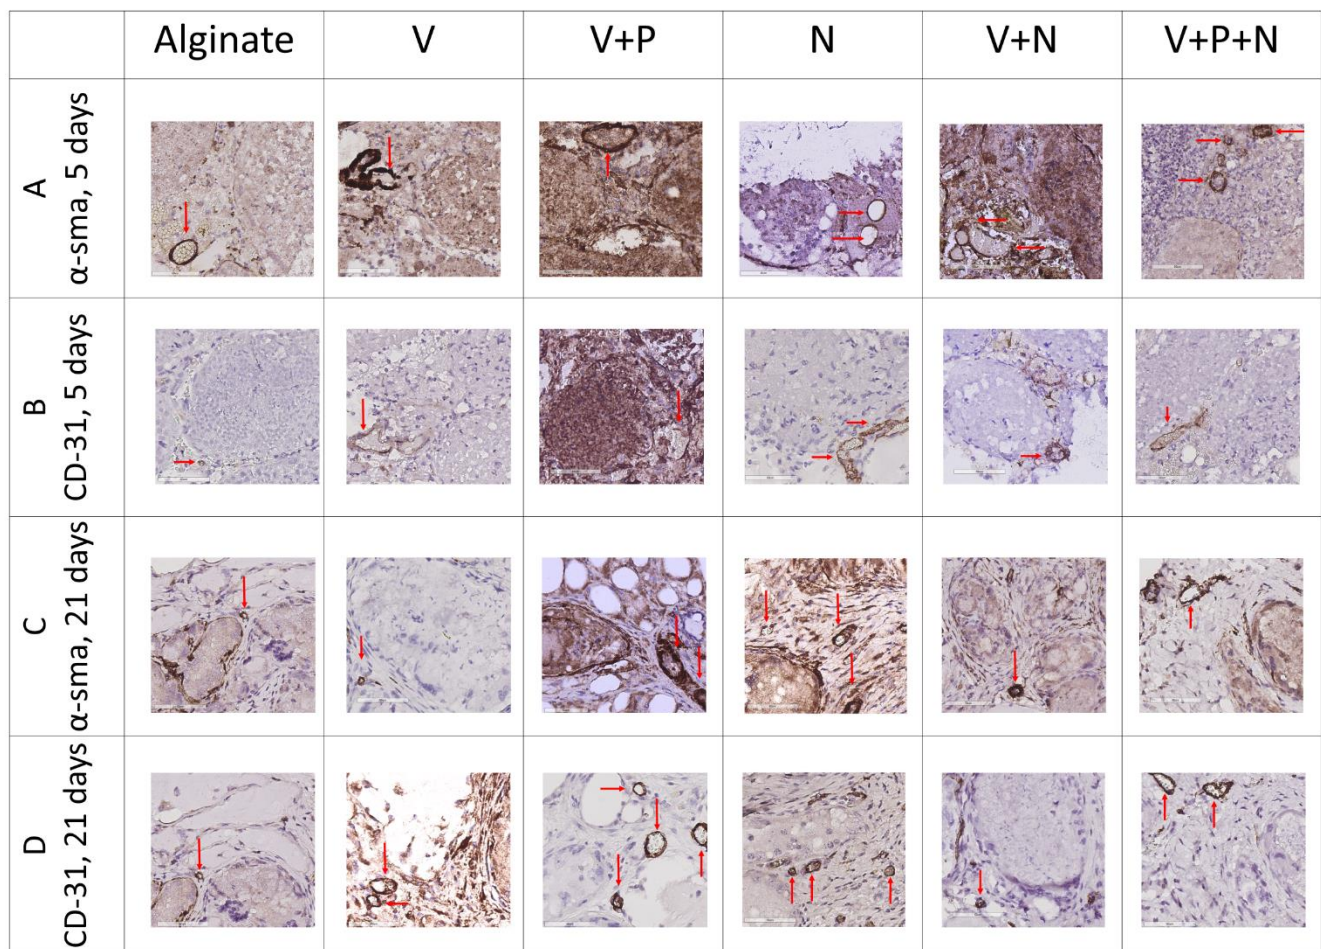 Alginate V V+P N V+N V+P+N
A
α-sma, 5 days
B
CD-31, 5 days
C
α-sma, 21 days
D
CD-31, 21 days